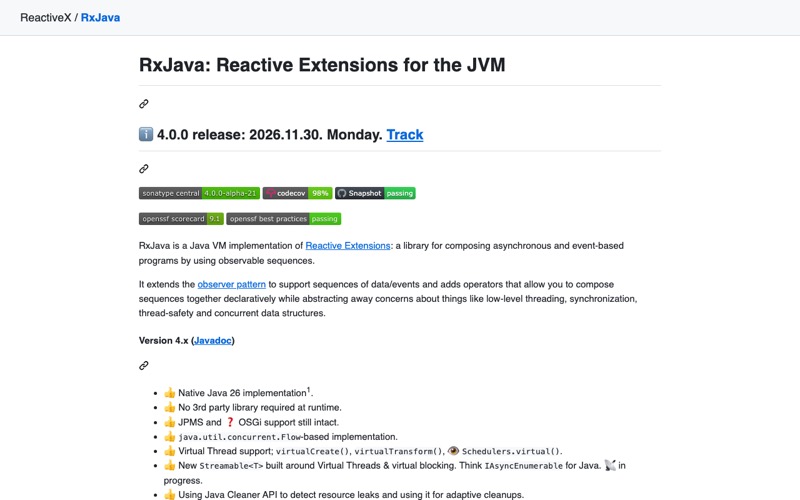 ReactiveX / RxJava
RxJava: Reactive Extensions for the JVM
ℹ️ 4.0.0 release: 2026.11.30. Monday. Track
sonatype central 4.0.0-alpha-21 codecov 98% Snapshot passing
openssf scorecard 9.1 openssf best practices passing
RxJava is a Java VM implementation of Reactive Extensions: a library for composing asynchronous and event-based
programs by using observable sequences.
It extends the observer pattern to support sequences of data/events and adds operators that allow you to compose
sequences together declaratively while abstracting away concerns about things like low-level threading, synchronization,
thread-safety and concurrent data structures.
Version 4.x (Javadoc)
• 👍 Native Java 26 implementation¹.
• 👍 No 3rd party library required at runtime.
• 👍 JPMS and ❓ OSGi support still intact.
• 👍 java.util.concurrent.Flow-based implementation.
• 👍 Virtual Thread support; virtualCreate(), virtualTransform(), 👁️ Schedulers.virtual().
• 👍 New Streamable<T> built around Virtual Threads & virtual blocking. Think IAsyncEnumerable for Java. 📡 in
progress.
• 👍 Using Java Cleaner API to detect resource leaks and using it for adaptive cleanups.